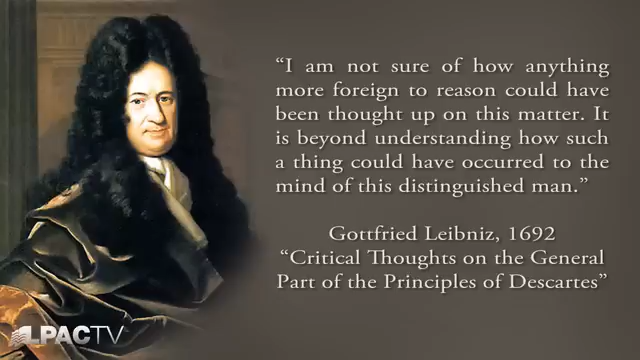 “I am not sure of how anything
more foreign to reason could have
been thought up on this matter. It
is beyond understanding how such
a thing could have occurred to the
mind of this distinguished man.”
Gottfried Leibniz, 1692
“Critical Thoughts on the General
Part of the Principles of Descartes”
LPACTV